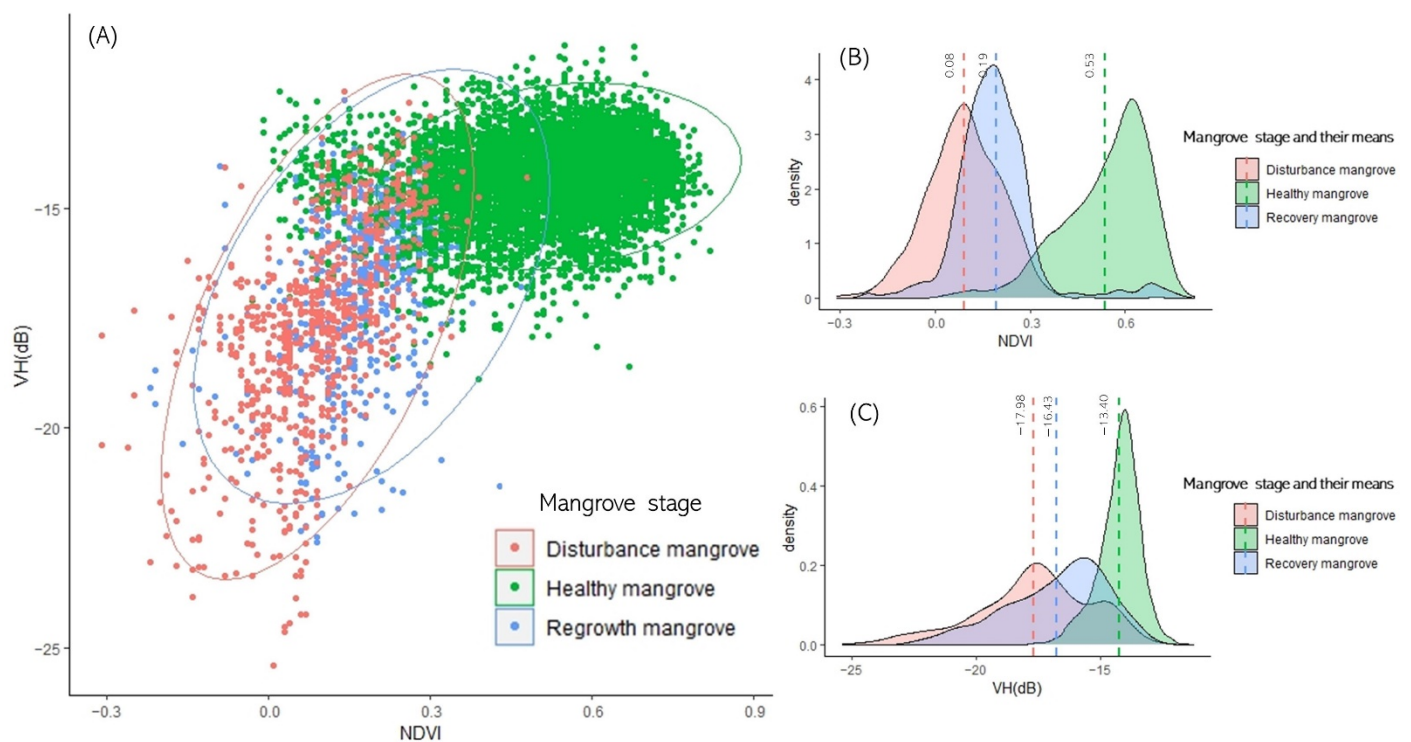 (A)
VH(dB)
−15
−20
−25
−0.3 0.0 0.3 0.6 0.9
NDVI
Mangrove stage
Disturbance mangrove
Healthy mangrove
Regrowth mangrove
(B)
0.08 0.19 0.53
density
4
3
2
1
0
−0.3 0.0 0.3 0.6
NDVI
Mangrove stage and their means
Disturbance mangrove
Healthy mangrove
Recovery mangrove
(C)
−17.98 −16.43 −13.40
density
0.6
0.4
0.2
0.0
−25 −20 −15
VH(dB)
Mangrove stage and their means
Disturbance mangrove
Healthy mangrove
Recovery mangrove